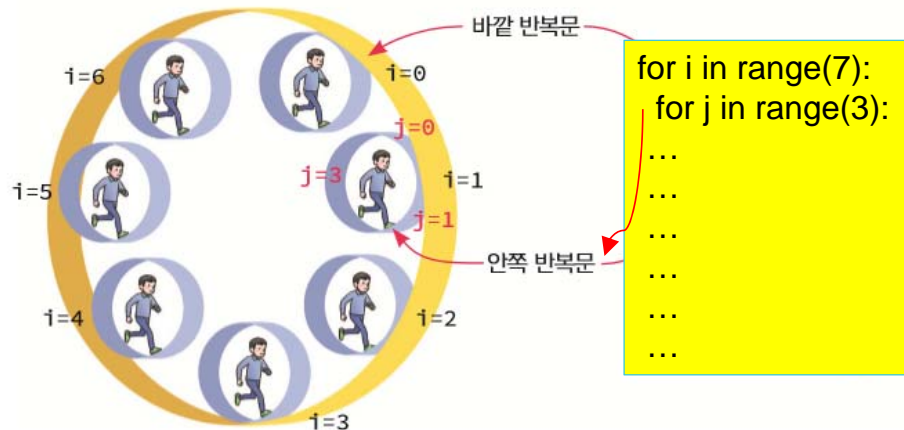 바깥 반복문
for i in range(7):
for j in range(3):
…
…
…
…
…
…
i=6
i=0
j=0
i=5
j=3
i=1
j=1
안쪽 반복문
i=4
i=2
i=3